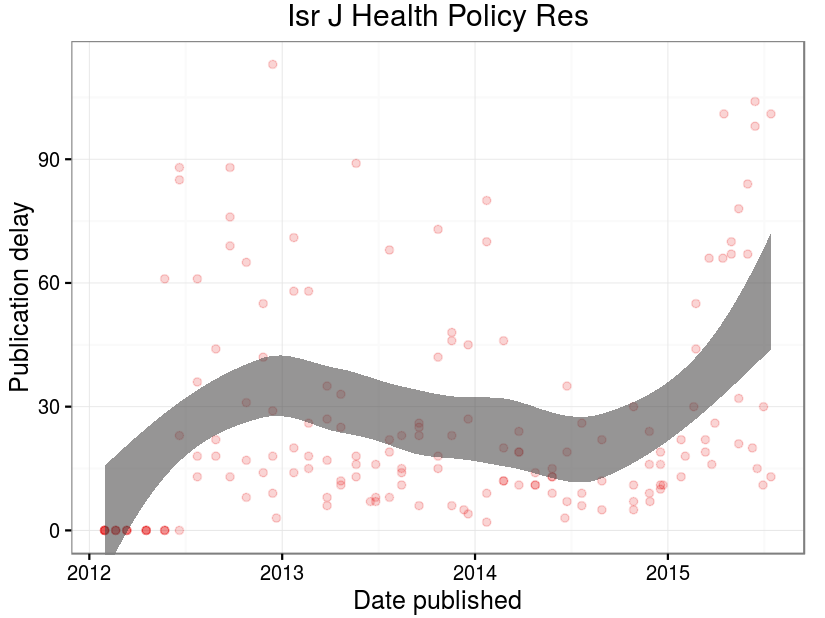 Isr J Health Policy Res
Publication delay
90
60
30
0
2012
2013
2014
2015
Date published